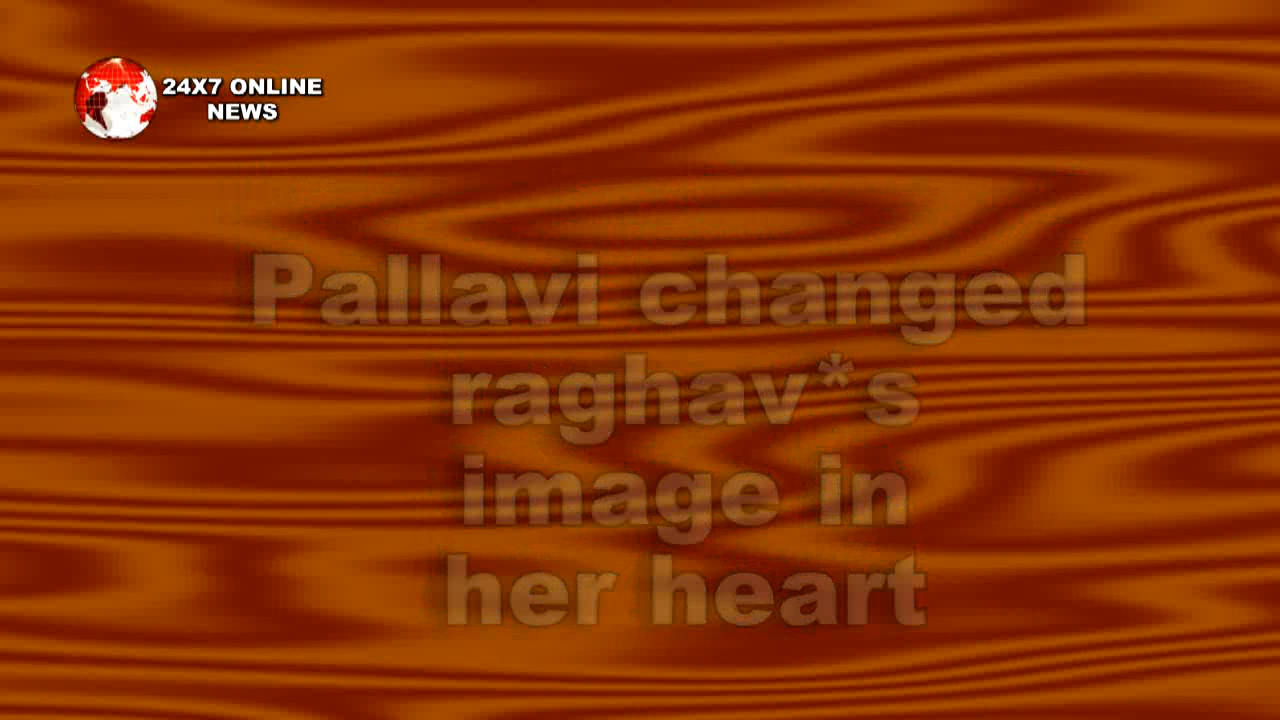 24X7 ONLINE
NEWS
Pallavi changed
raghav*s
image in
her heart